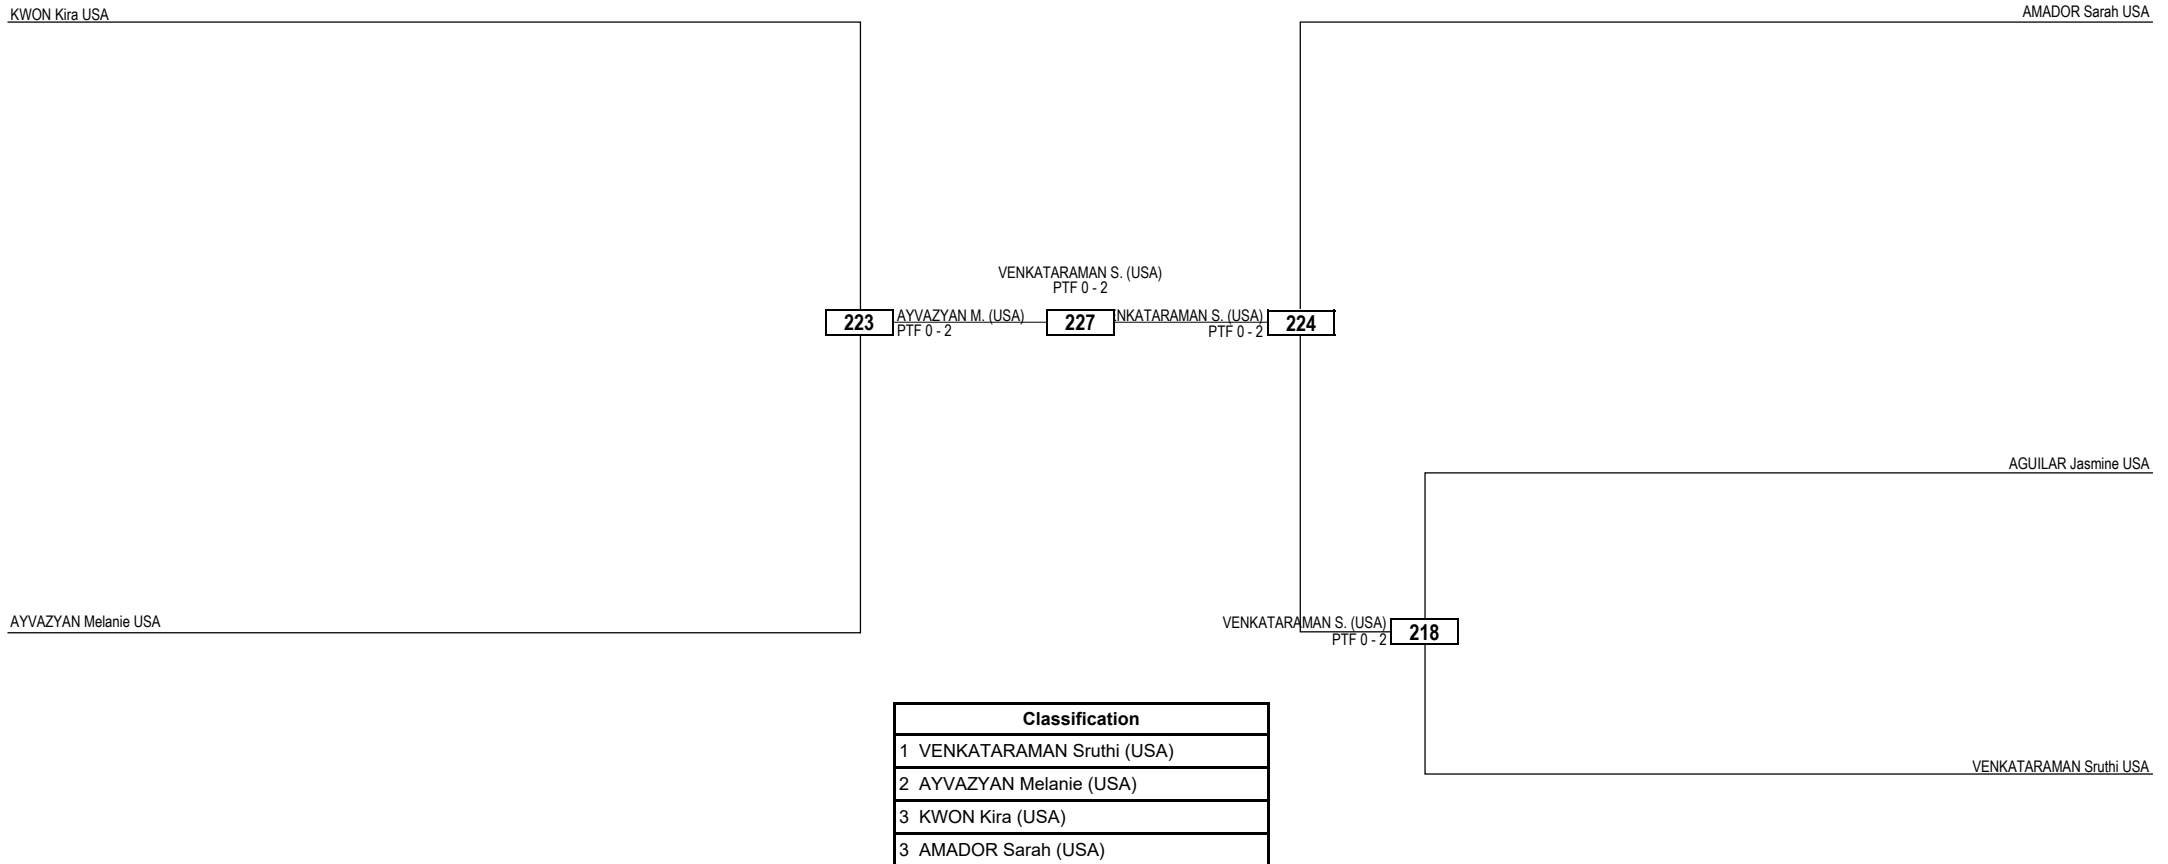 KWON Kira USA
AMADOR Sarah USA
VENKATARAMAN S. (USA)
PTF 0 - 2
223
AYVAZYAN M. (USA)
PTF 0 - 2
227
NKATARAMAN S. (USA)
PTF 0 - 2
224
AGUILAR Jasmine USA
AYVAZYAN Melanie USA
VENKATARAMAN S. (USA)
PTF 0 - 2
218
VENKATARAMAN Sruthi USA
Classification
1 VENKATARAMAN Sruthi (USA)
2 AYVAZYAN Melanie (USA)
3 KWON Kira (USA)
3 AMADOR Sarah (USA)